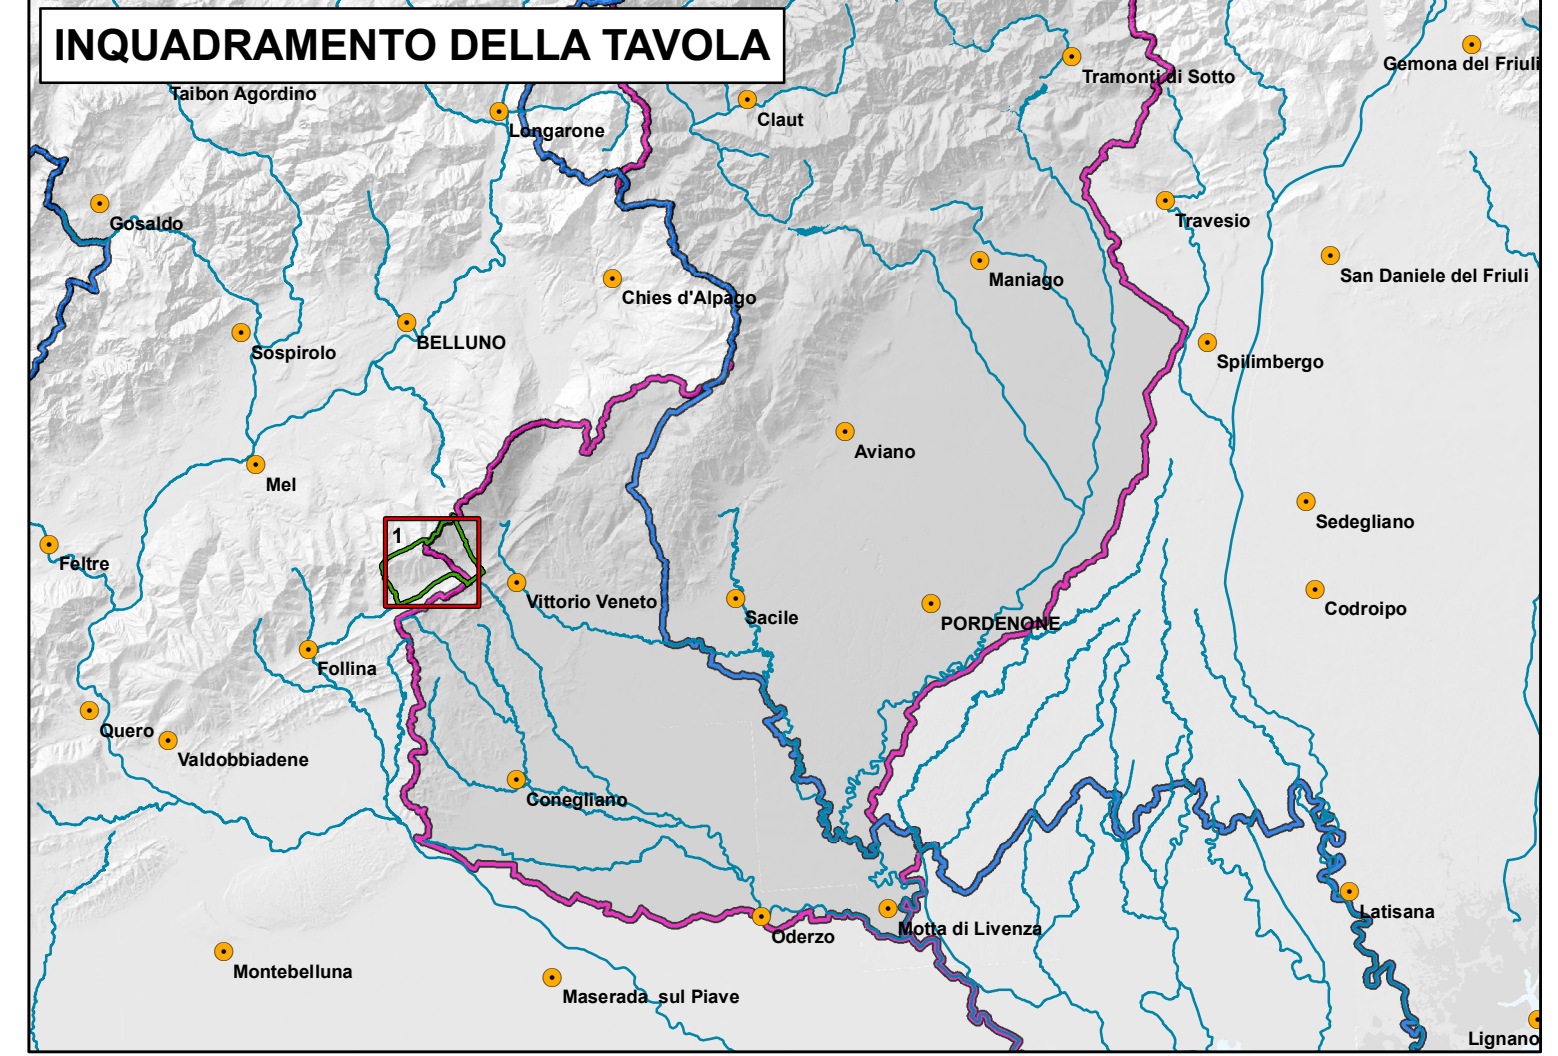 INQUADRAMENTO DELLA TAVOLA
Gemona del Friuli
Tramonti di Sotto
Taibon Agordino
Claut
Longarone
Gosaldo
Travesio
San Daniele del Friuli
Maniago
Chies d'Alpago
BELLUNO
Sospirolo
Spilimbergo
Aviano
Mel
Sedegliano
1
Feltre
Vittorio Veneto
Codroipo
Sacile
PORDENONE
Follina
Quero
Valdobbiadene
Conegliano
Latisana
Motta di Livenza
Oderzo
Montebelluna
Maserada sul Piave
Lignano